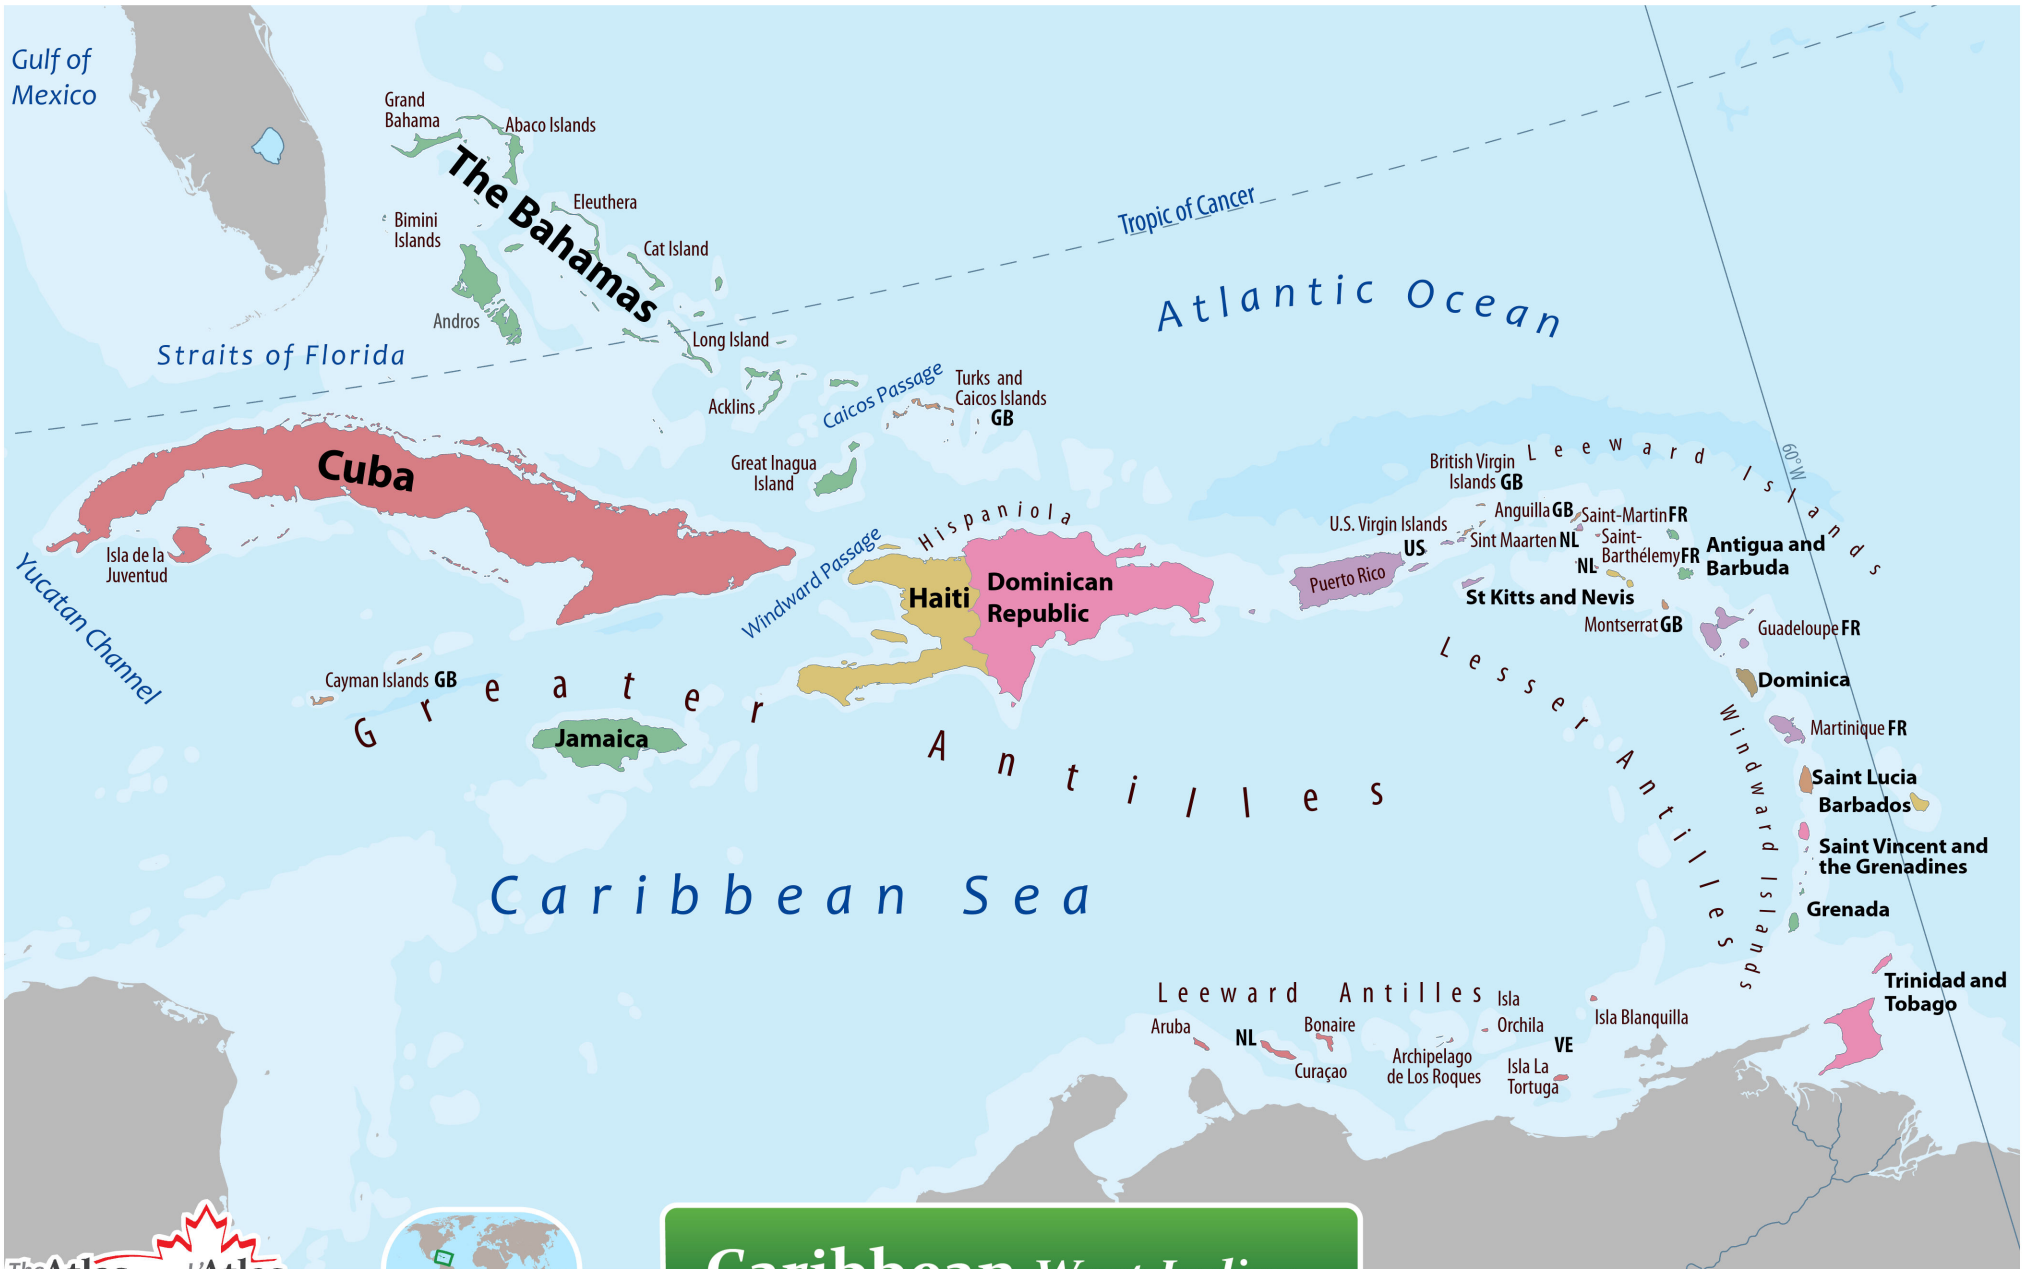 Gulf of
Mexico
Grand
Bahama
Abaco Islands
The Bahamas
Eleuthera
Bimini
Islands
Cat Island
Andros
Tropic of Cancer
Atlantic Ocean
Straits of Florida
Long Island
Acklins
Caicos Passage
Turks and
Caicos Islands
GB
Great Inagua
Island
Cuba
Isla de la
Juventud
Yucatan Channel
Windward Passage
Hispaniola
Haiti
Dominican
Republic
Puerto Rico
U.S. Virgin Islands
US
British Virgin
Islands GB
Leeward Islands
60°W
Anguilla GB
Saint-Martin FR
Sint Maarten NL
Saint-
Barthélemy FR
NL
Antigua and
Barbuda
St Kitts and Nevis
Montserrat GB
Guadeloupe FR
Dominica
Martinique FR
Saint Lucia
Barbados
Saint Vincent and
the Grenadines
Grenada
Trinidad and
Tobago
Windward Islands
Lesser Antilles
Cayman Islands GB
Greater Antilles
Jamaica
Caribbean Sea
Leeward Antilles
Aruba
NL
Bonaire
Curaçao
Archipelago
de Los Roques
Isla
Orchila
VE
Isla La
Tortuga
Isla Blanquilla
Caribbean